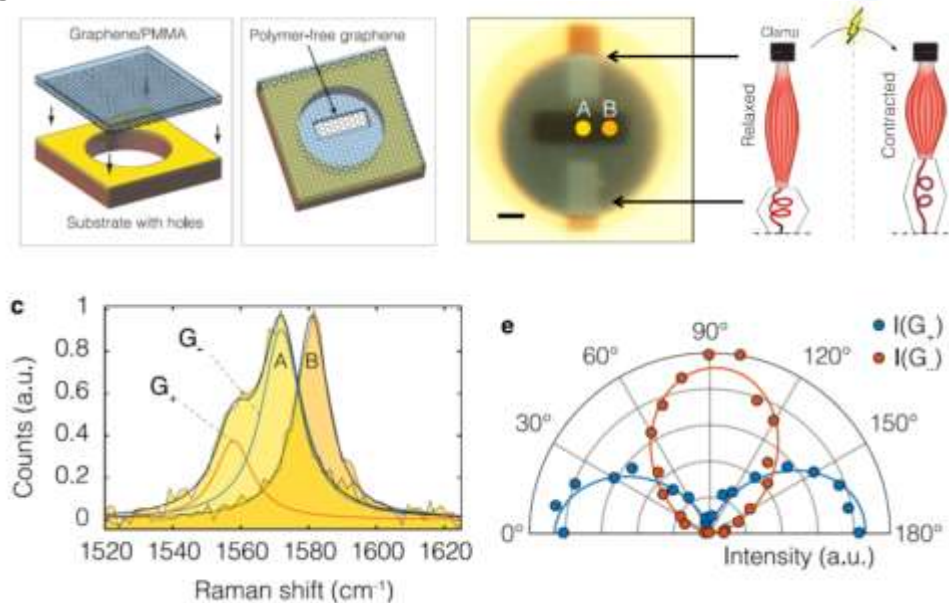 Graphene/PMMA
Substrate with holes
Polymer-free graphene
A B
Clamp
Relaxed
Contracted
c
Counts (a.u.)
1
0.8
0.6
0.4
0.2
0
G₋
G₊
A
B
1520 1540 1560 1580 1600 1620
Raman shift (cm⁻¹)
e
I(G₊)
I(G₋)
0°
30°
60°
90°
120°
150°
180°
Intensity (a.u.)